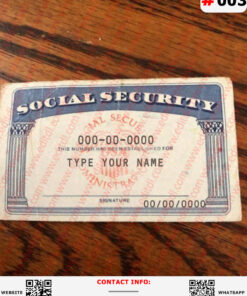 # 003
SOCIAL SECURITY
000-00-0000
THIS NUMBER HAS BEEN ESTABLISHED FOR
TYPE YOUR NAME
SIGNATURE
00/00/0000
CONTACT INFO:
WEBSITE
WHATSAPP